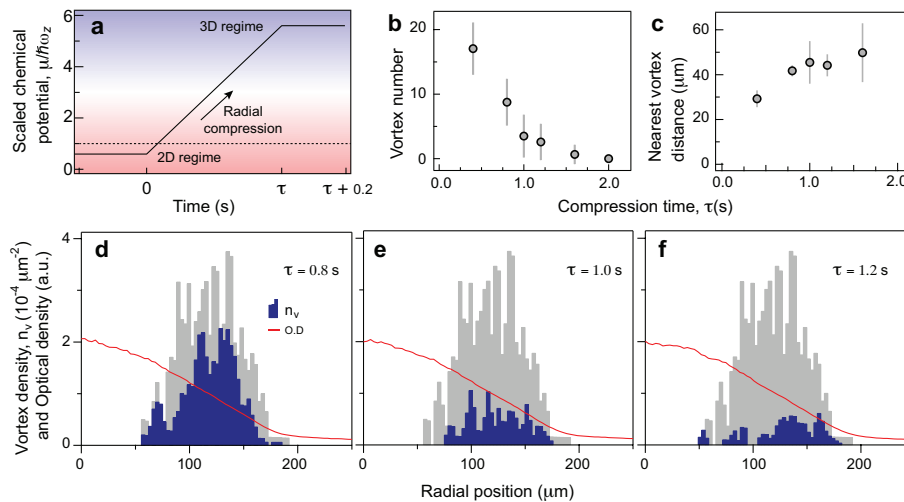 a
Scaled chemical
potential, μ/ħω_z
6
4
2
0
3D regime
Radial
compression
2D regime
0
τ
τ + 0.2
Time (s)
b
Vortex number
20
10
0
0.0
1.0
2.0
c
Nearest vortex
distance (μm)
60
40
20
0
0.0
1.0
2.0
Compression time, τ(s)
Vortex density, n_v (10⁻⁴ μm⁻²)
and Optical density (a.u.)
4
2
0
d
τ = 0.8 s
n_v
O.D
0
100
200
e
τ = 1.0 s
0
100
200
f
τ = 1.2 s
0
100
200
Radial position (μm)